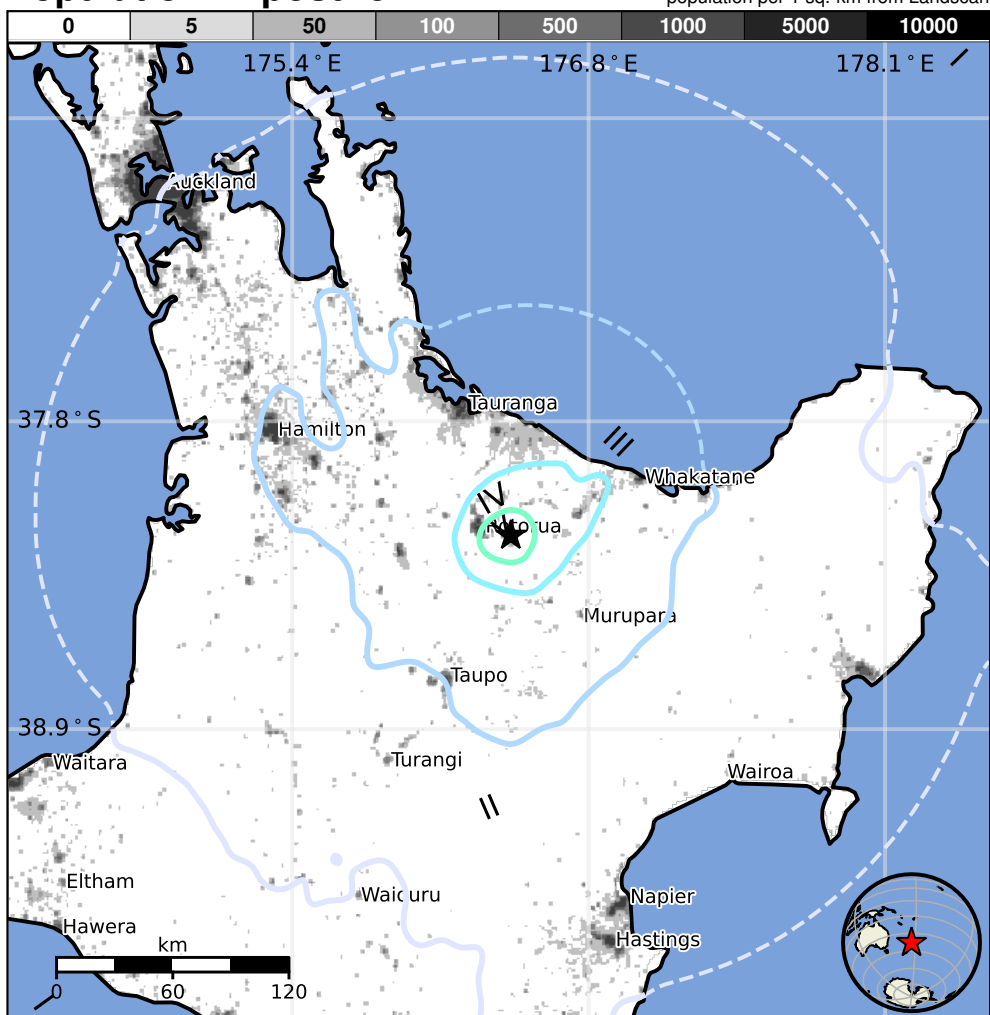 population per 1 sq. km from Landscan
0 5 50 100 500 1000 5000 10000
175.4°E 176.8°E 178.1°E
Auckland
37.8°S
Tauranga
Hamilton
III
Whakatane
IV
Rotorua
Murupara
Taupo
38.9°S
Waitara
Turangi
Wairoa
II
Eltham
Waiouru
Napier
Hawera
Hastings
km
0 60 120